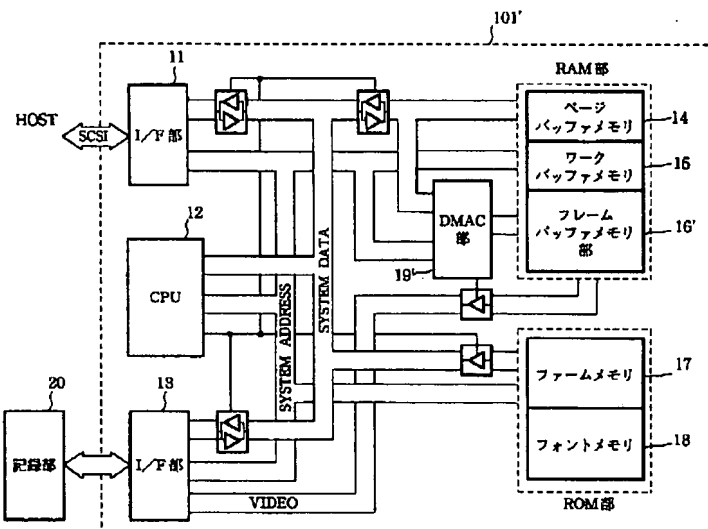 101'
11
RAM部
HOST
SCSI
I/F部
ページ
バッファメモリ
14
ワーク
バッファメモリ
15
フレーム
バッファメモリ
部
16'
12
CPU
DMAC
部
19'
SYSTEM DATA
SYSTEM ADDRESS
20
記録部
13
I/F部
VIDEO
ファームメモリ
17
フォントメモリ
18
ROM部